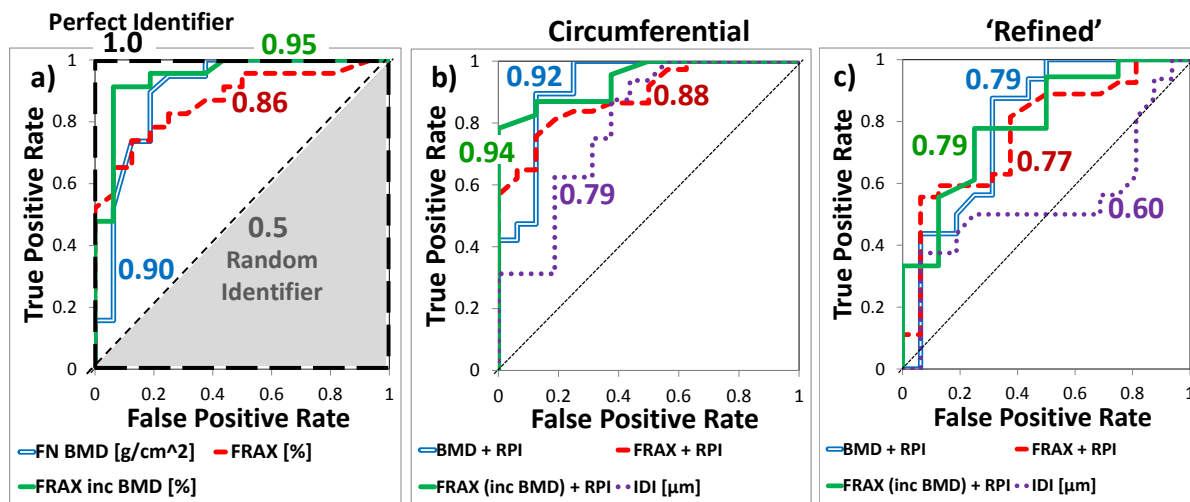 Perfect Identifier
Circumferential
'Refined'
a)
1.0
0.95
0.86
0.90
0.5
Random
Identifier
True Positive Rate
1
0.8
0.6
0.4
0.2
0
0 0.2 0.4 0.6 0.8 1
False Positive Rate
FN BMD [g/cm^2] FRAX [%]
FRAX inc BMD [%]
b)
0.92
0.88
0.94
0.79
True Positive Rate
1
0.8
0.6
0.4
0.2
0
0 0.2 0.4 0.6 0.8 1
False Positive Rate
BMD + RPI FRAX + RPI
FRAX (inc BMD) + RPI IDI [µm]
c)
0.79
0.79
0.77
0.60
True Positive Rate
1
0.8
0.6
0.4
0.2
0
0 0.2 0.4 0.6 0.8 1
False Positive Rate
BMD + RPI FRAX + RPI
FRAX (inc BMD) + RPI IDI [µm]